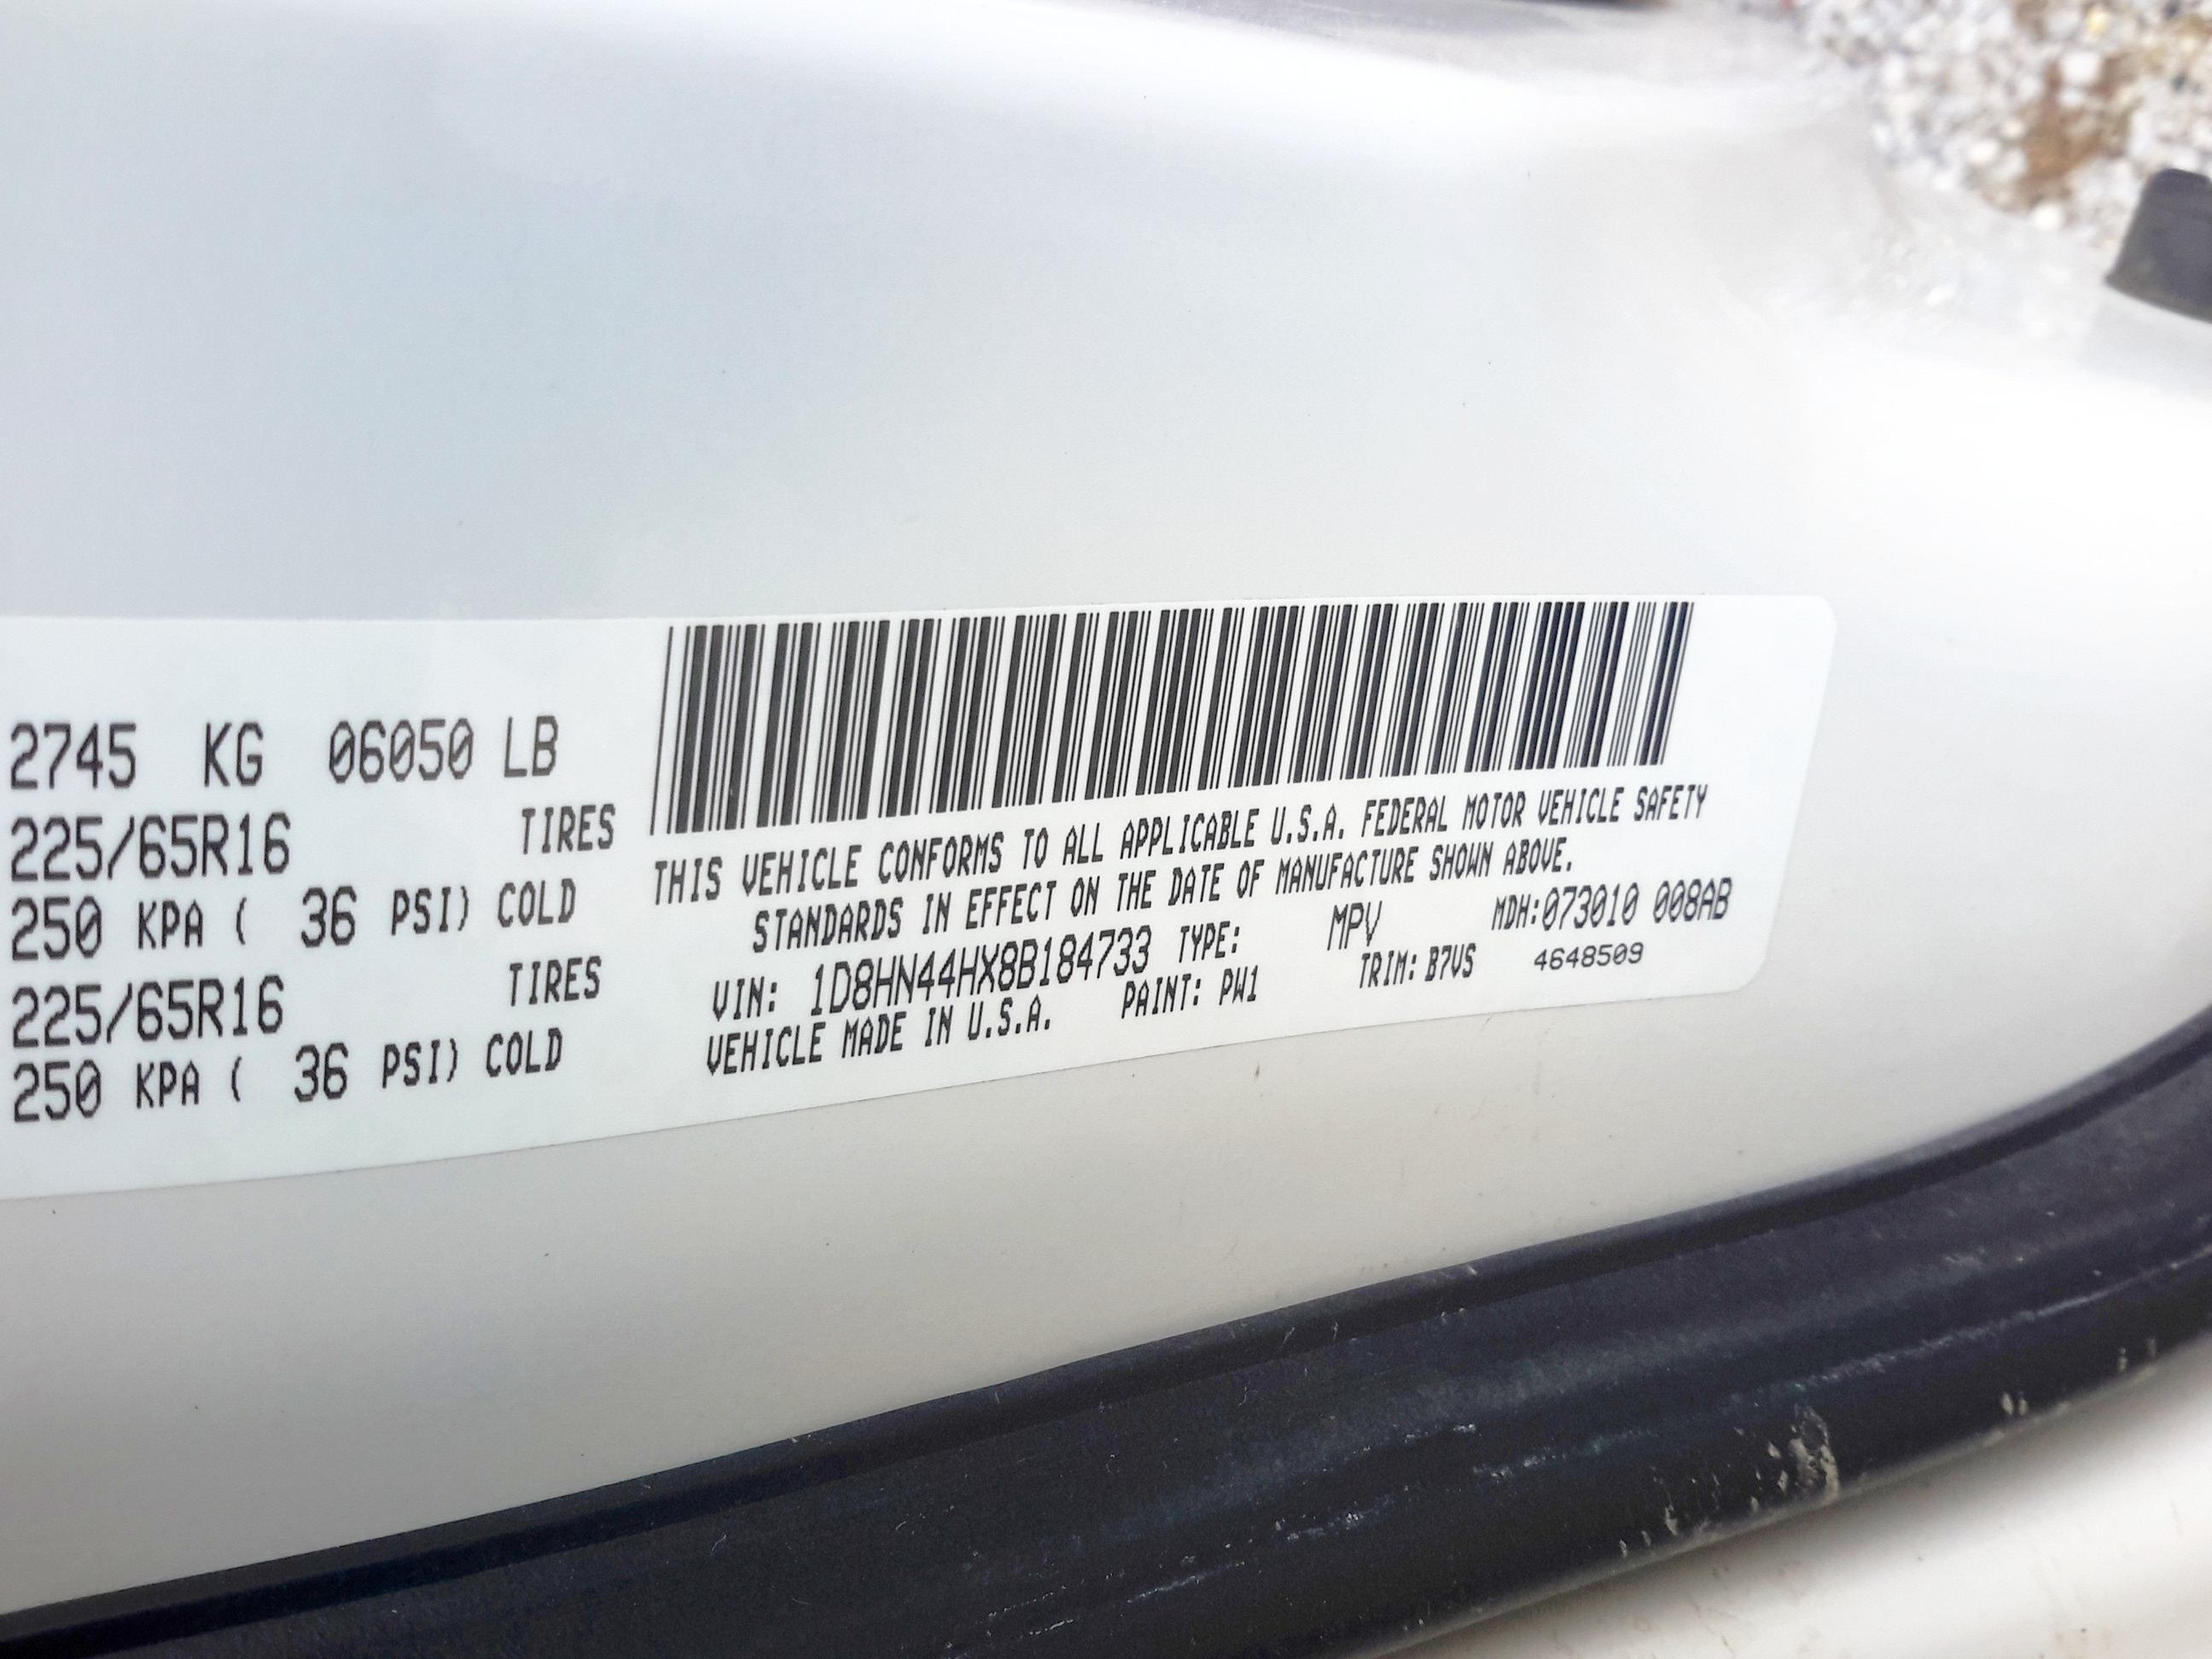 2745 KG 06050 LB
225/65R16 TIRES
250 KPA ( 36 PSI) COLD
225/65R16 TIRES
250 KPA ( 36 PSI) COLD
THIS VEHICLE CONFORMS TO ALL APPLICABLE U.S.A. FEDERAL MOTOR VEHICLE SAFETY
STANDARDS IN EFFECT ON THE DATE OF MANUFACTURE SHOWN ABOVE.
VIN: 1D8HN44HX8B184733 TYPE: MPV MDH:073010 008AB
VEHICLE MADE IN U.S.A. PAINT: PW1 TRIM: B7VS 4648509